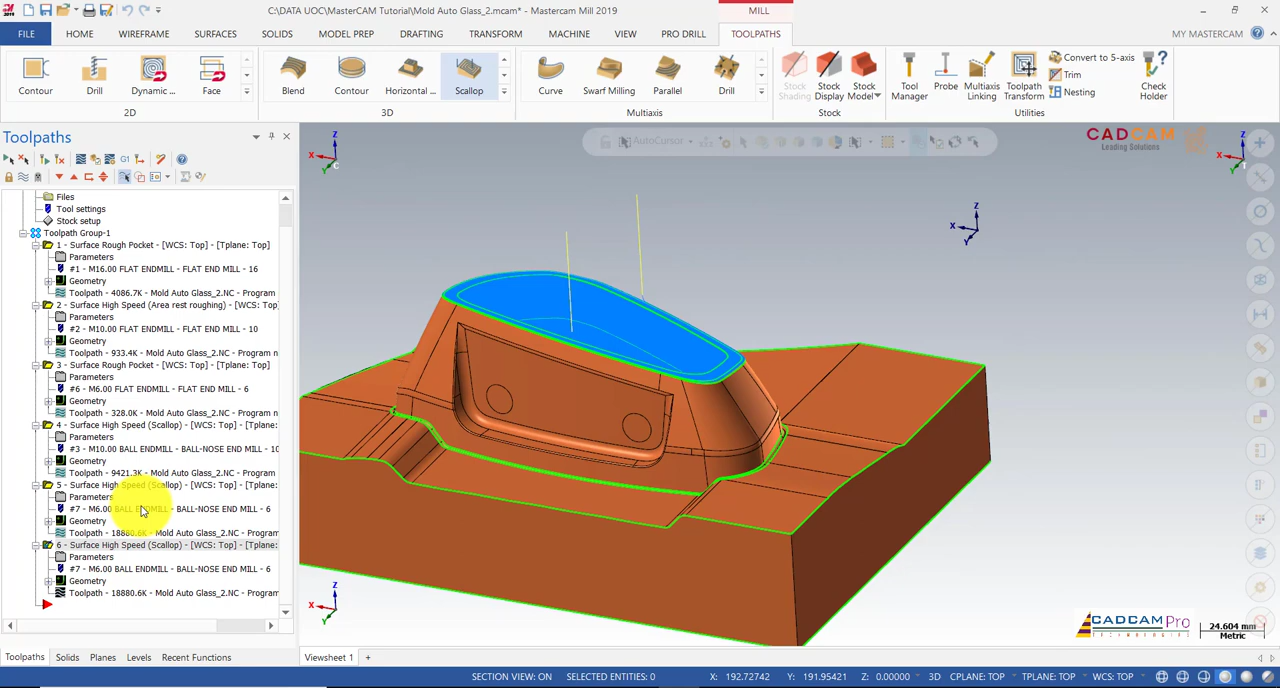 C:\DATA UOC\MasterCAM Tutorial\Mold Auto Glass_2.mcam* - Mastercam Mill 2019
MILL
FILE HOME WIREFRAME SURFACES SOLIDS MODEL PREP DRAFTING TRANSFORM MACHINE VIEW PRO DRILL TOOLPATHS MY MASTERCAM
Contour Drill Dynamic ... Face
2D
Blend Contour Horizontal ... Scallop
3D
Curve Swarf Milling Parallel Drill
Multiaxis
Stock Shading Stock Display Stock Model
Stock
Tool Manager Probe Multiaxis Linking Toolpath Transform Convert to 5-axis Trim Nesting Check Holder
Utilities
Toolpaths
AutoCursor
CADCAM
Leading Solutions
G1
Files
Tool settings
Stock setup
Toolpath Group-1
1 - Surface Rough Pocket - [WCS: Top] - [Tplane: Top]
Parameters
#1 - M16.00 FLAT ENDMILL - FLAT END MILL - 16
Geometry
Toolpath - 4086.7K - Mold Auto Glass_2.NC - Program
2 - Surface High Speed (Area rest roughing) - [WCS: Top
Parameters
#2 - M10.00 FLAT ENDMILL - FLAT END MILL - 10
Geometry
Toolpath - 933.4K - Mold Auto Glass_2.NC - Program n
3 - Surface Rough Pocket - [WCS: Top] - [Tplane: Top]
Parameters
#6 - M6.00 FLAT ENDMILL - FLAT END MILL - 6
Geometry
Toolpath - 328.0K - Mold Auto Glass_2.NC - Program n
4 - Surface High Speed (Scallop) - [WCS: Top] - [Tplane:
Parameters
#3 - M10.00 BALL ENDMILL - BALL-NOSE END MILL - 10
Geometry
Toolpath - 9421.3K - Mold Auto Glass_2.NC - Program
5 - Surface High Speed (Scallop) - [WCS: Top] - [Tplane:
Parameters
#7 - M6.00 BALL ENDMILL - BALL-NOSE END MILL - 6
Geometry
Toolpath - 18880.6K - Mold Auto Glass_2.NC - Program
6 - Surface High Speed (Scallop) - [WCS: Top] - [Tplane:
Parameters
#7 - M6.00 BALL ENDMILL - BALL-NOSE END MILL - 6
Geometry
Toolpath - 18880.6K - Mold Auto Glass_2.NC - Program
Z
X
Y
Z
X
Y
Z
X
Y
Z
X
Y
CADCAMPro
TECHNOLOGIES
24.604 mm
Metric
Toolpaths Solids Planes Levels Recent Functions Viewsheet 1 +
SECTION VIEW: ON SELECTED ENTITIES: 0 X: 192.72742 Y: 191.95421 Z: 0.00000 3D CPLANE: TOP TPLANE: TOP WCS: TOP